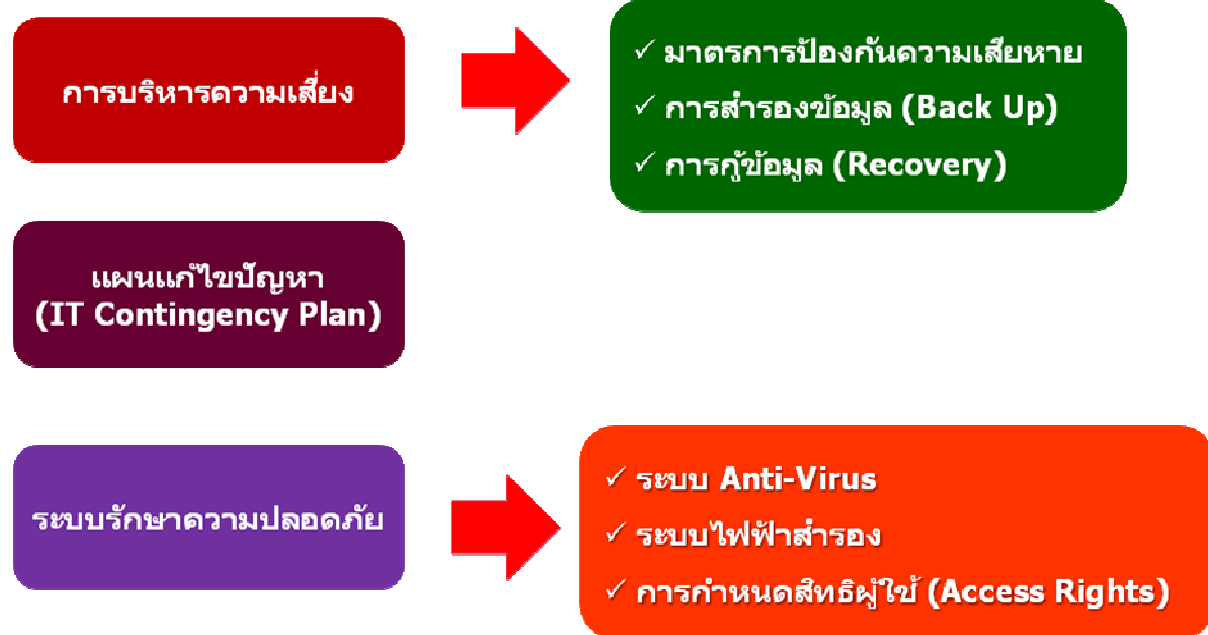 การบริหารความเสี่ยง
✓ มาตรการป้องกันความเสียหาย
✓ การสำรองข้อมูล (Back Up)
✓ การกู้ข้อมูล (Recovery)
แผนแก้ไขปัญหา
(IT Contingency Plan)
ระบบรักษาความปลอดภัย
✓ ระบบ Anti-Virus
✓ ระบบไฟฟ้าสำรอง
✓ การกำหนดสิทธิผู้ใช้ (Access Rights)